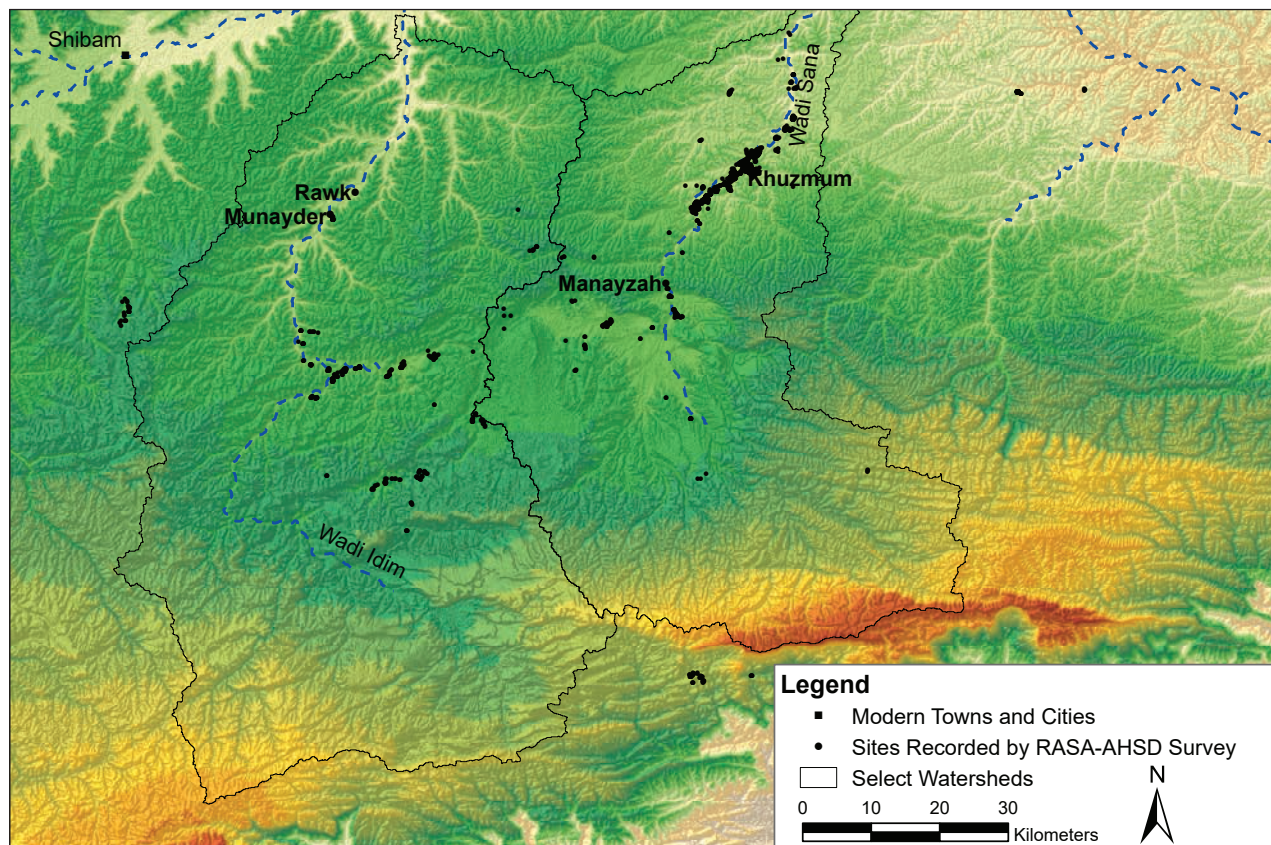 Shibam
Wadi Sana
Khuzmum
Rawk
Munayder
Manayzah
Wadi Idim
Legend
Modern Towns and Cities
Sites Recorded by RASA-AHSD Survey
Select Watersheds
N
0 10 20 30
Kilometers